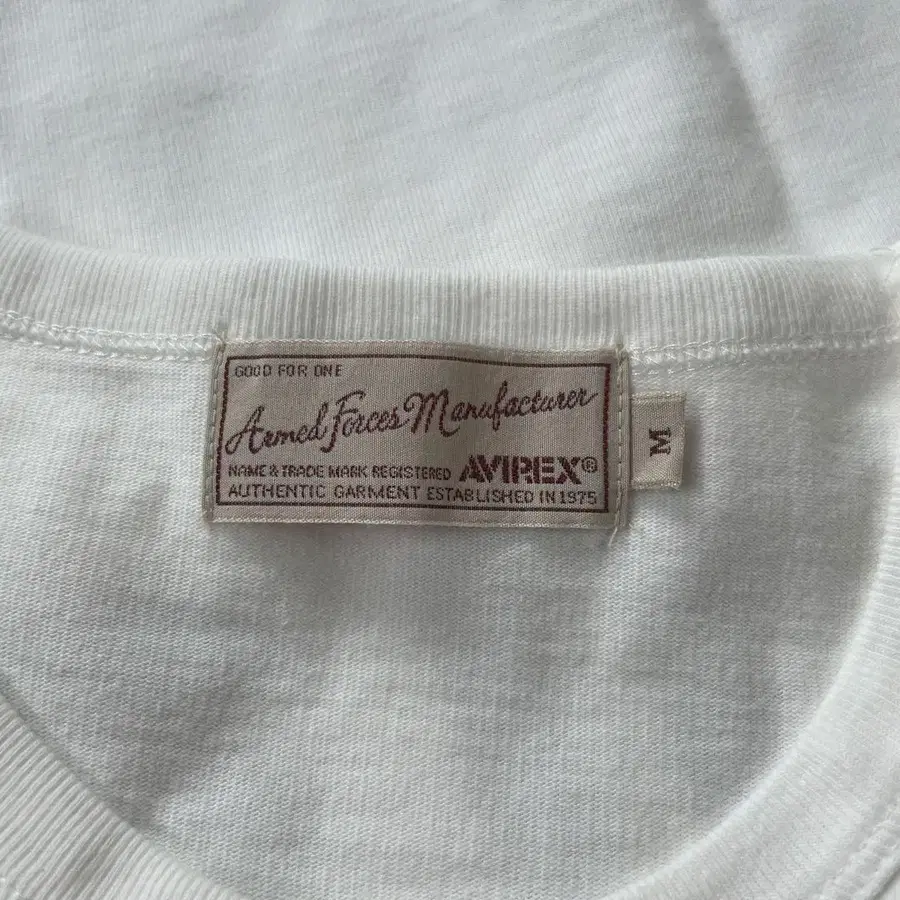 GOOD FOR ONE
Armed Forces Manufacturer
NAME & TRADE MARK REGISTERED AVIREX®
AUTHENTIC GARMENT ESTABLISHED IN 1975
M